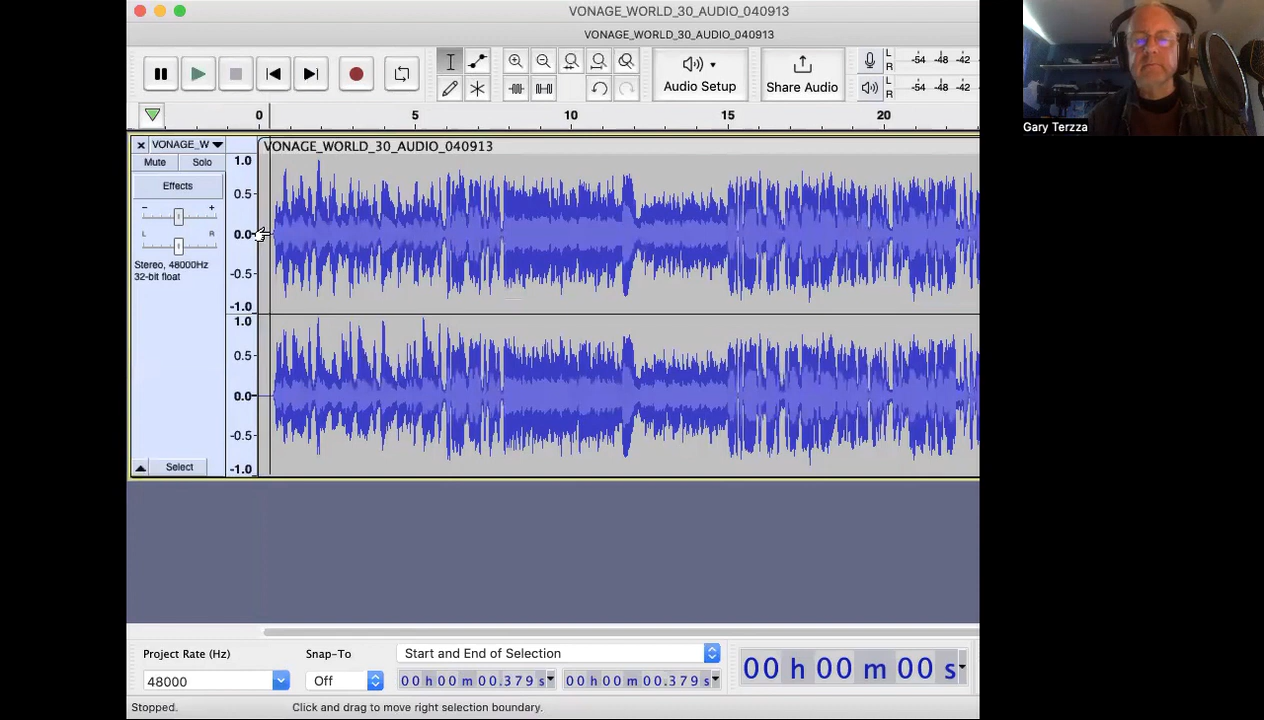 VONAGE_WORLD_30_AUDIO_040913
VONAGE_WORLD_30_AUDIO_040913
L
R
-54 -48 -42
Audio Setup
Share Audio
L
R
-54 -48 -42
0 5 10 15 20
VONAGE_W
VONAGE_WORLD_30_AUDIO_040913
Mute Solo
Effects
- +
L R
Stereo, 48000Hz
32-bit float
Select
1.0
0.5
0.0
-0.5
-1.0
1.0
0.5
0.0
-0.5
-1.0
Gary Terzza
Project Rate (Hz)
Snap-To
Start and End of Selection
48000
Off
00 h 00 m 00.379 s
00 h 00 m 00.379 s
00 h 00 m 00 s
Stopped.
Click and drag to move right selection boundary.